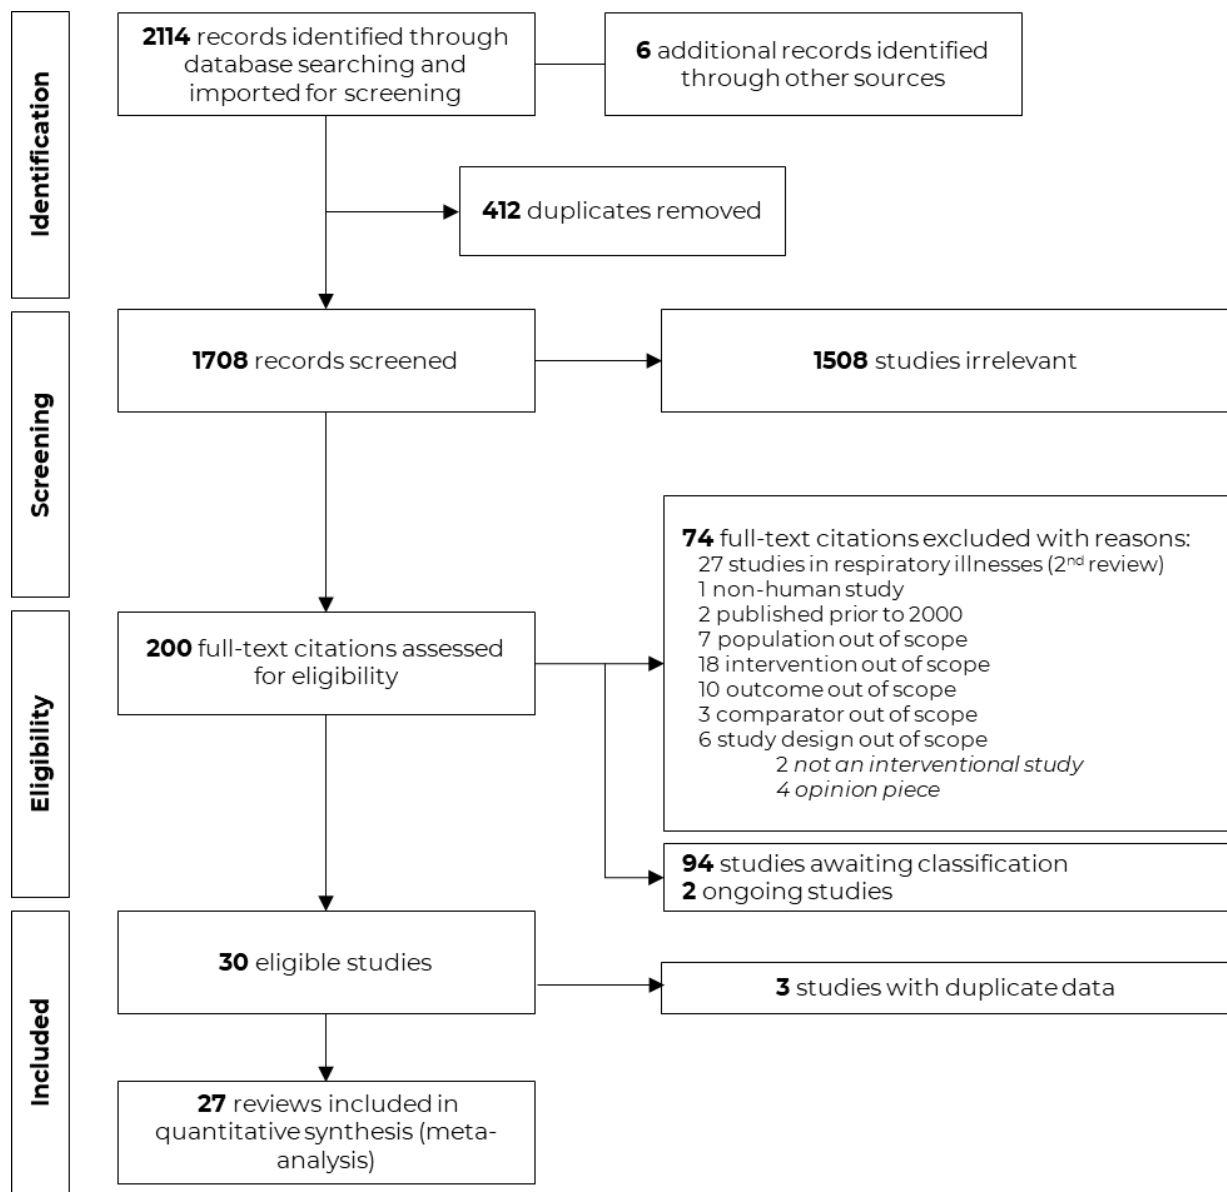 Identification
2114 records identified through
database searching and
imported for screening
6 additional records identified
through other sources
412 duplicates removed
Screening
1708 records screened
1508 studies irrelevant
Eligibility
200 full-text citations assessed
for eligibility
74 full-text citations excluded with reasons:
27 studies in respiratory illnesses (2nd review)
1 non-human study
2 published prior to 2000
7 population out of scope
18 intervention out of scope
10 outcome out of scope
3 comparator out of scope
6 study design out of scope
2 not an interventional study
4 opinion piece
94 studies awaiting classification
2 ongoing studies
Included
30 eligible studies
3 studies with duplicate data
27 reviews included in
quantitative synthesis (meta-
analysis)